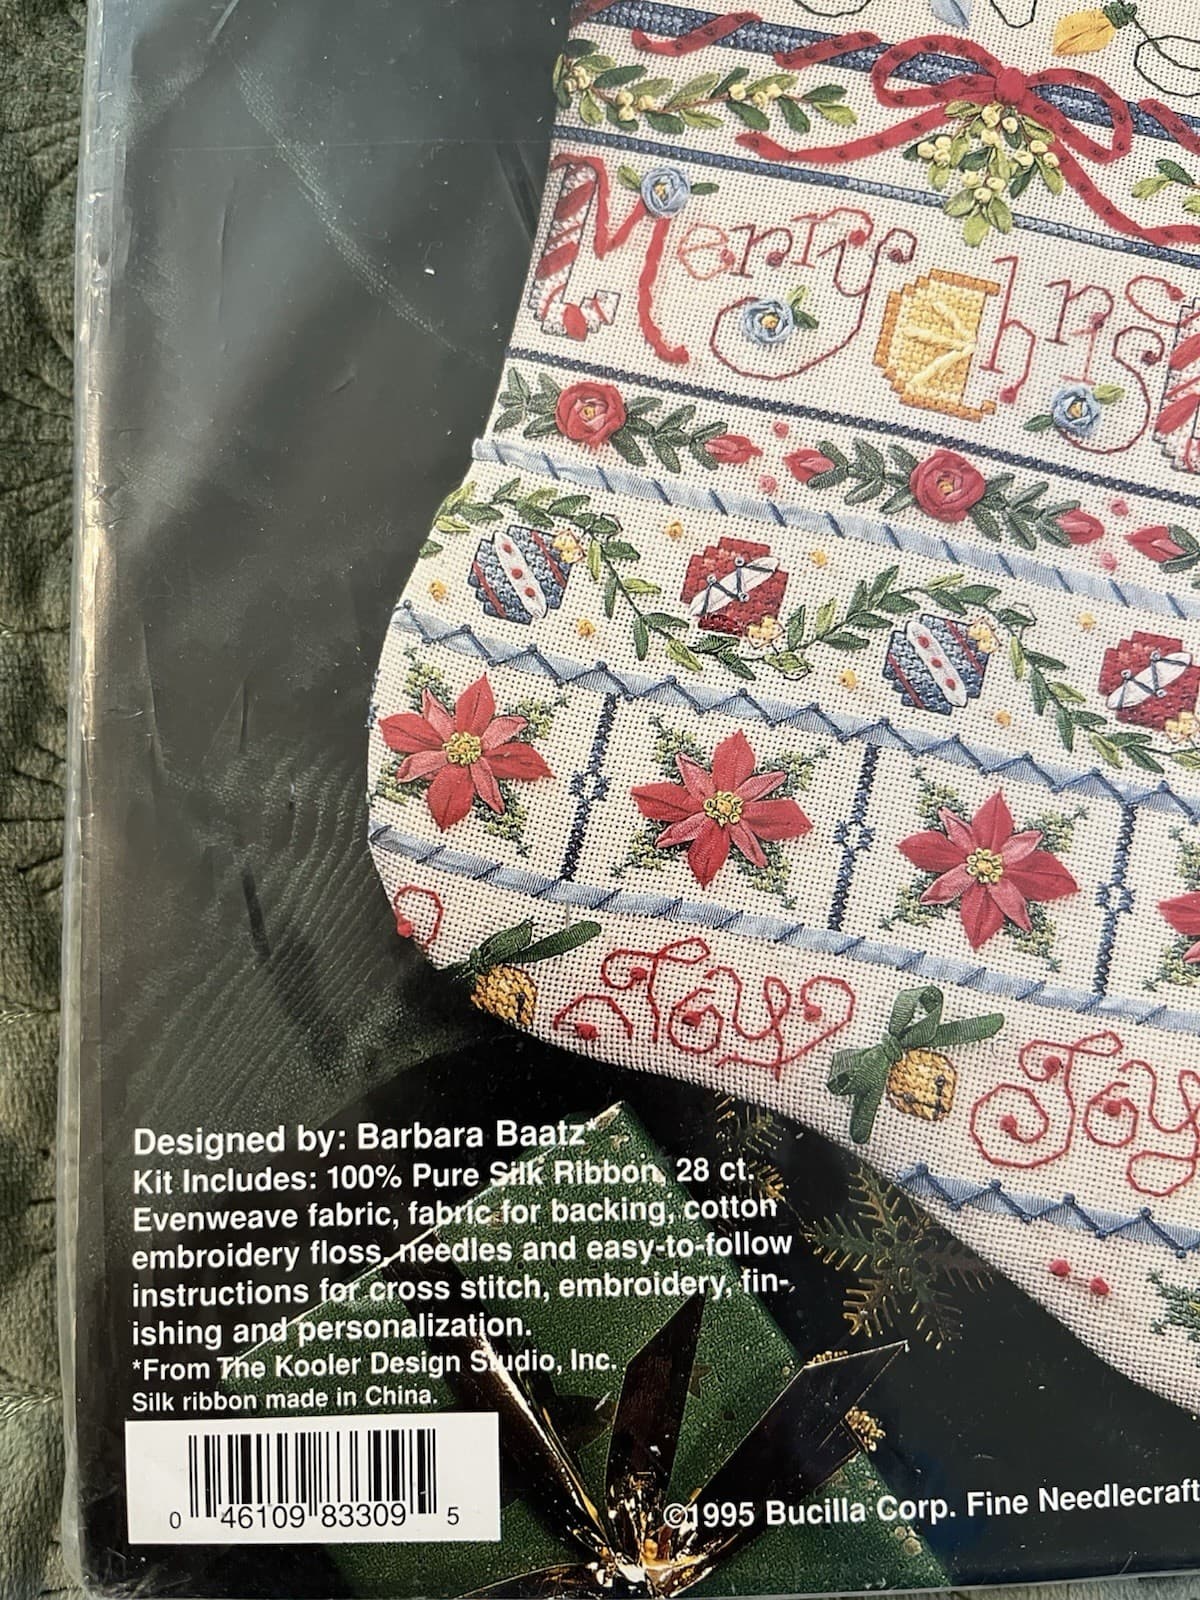 Merry Chris
Joy Joy
Designed by: Barbara Baatz*
Kit Includes: 100% Pure Silk Ribbon, 28 ct.
Evenweave fabric, fabric for backing, cotton
embroidery floss, needles and easy-to-follow
instructions for cross stitch, embroidery, fin-
ishing and personalization.
*From The Kooler Design Studio, Inc.
Silk ribbon made in China.
0 46109 83309 5
©1995 Bucilla Corp. Fine Needlecraft